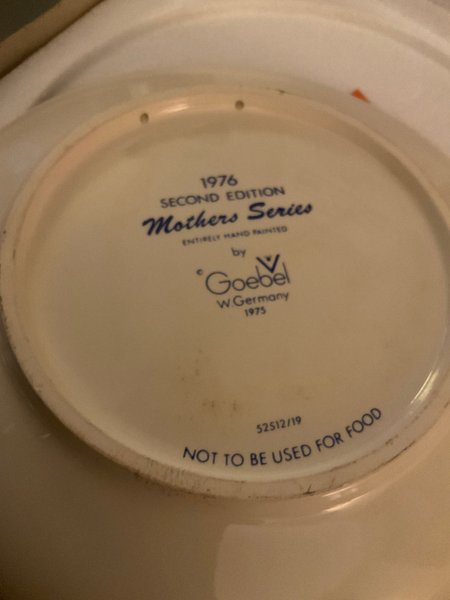 1976
SECOND EDITION
Mothers Series
ENTIRELY HAND PAINTED
by
© Goebel
W. Germany
1975
52512/19
NOT TO BE USED FOR FOOD